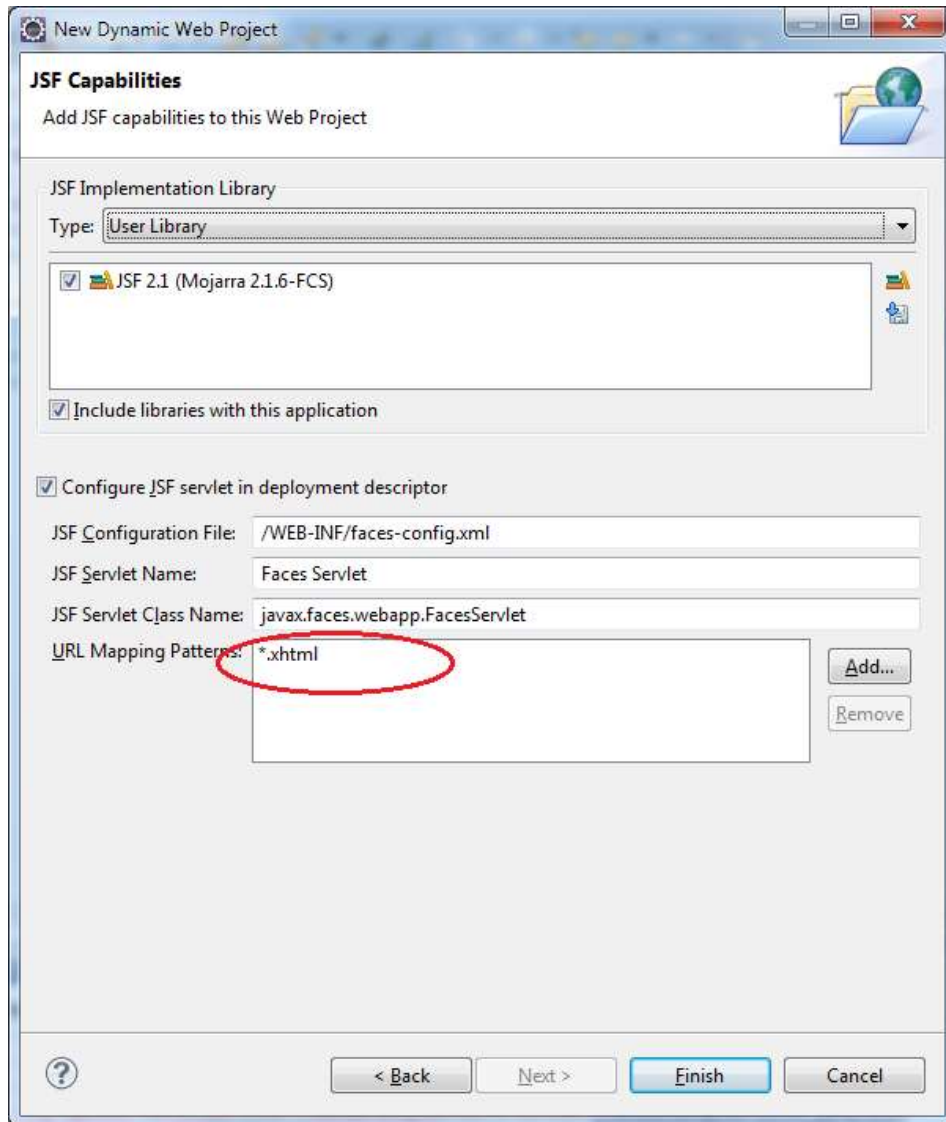 New Dynamic Web Project
JSF Capabilities
Add JSF capabilities to this Web Project
JSF Implementation Library
Type: User Library
JSF 2.1 (Mojarra 2.1.6-FCS)
Include libraries with this application
Configure JSF servlet in deployment descriptor
JSF Configuration File: /WEB-INF/faces-config.xml
JSF Servlet Name: Faces Servlet
JSF Servlet Class Name: javax.faces.webapp.FacesServlet
URL Mapping Patterns: *.xhtml
Add...
Remove
? < Back Next > Finish Cancel